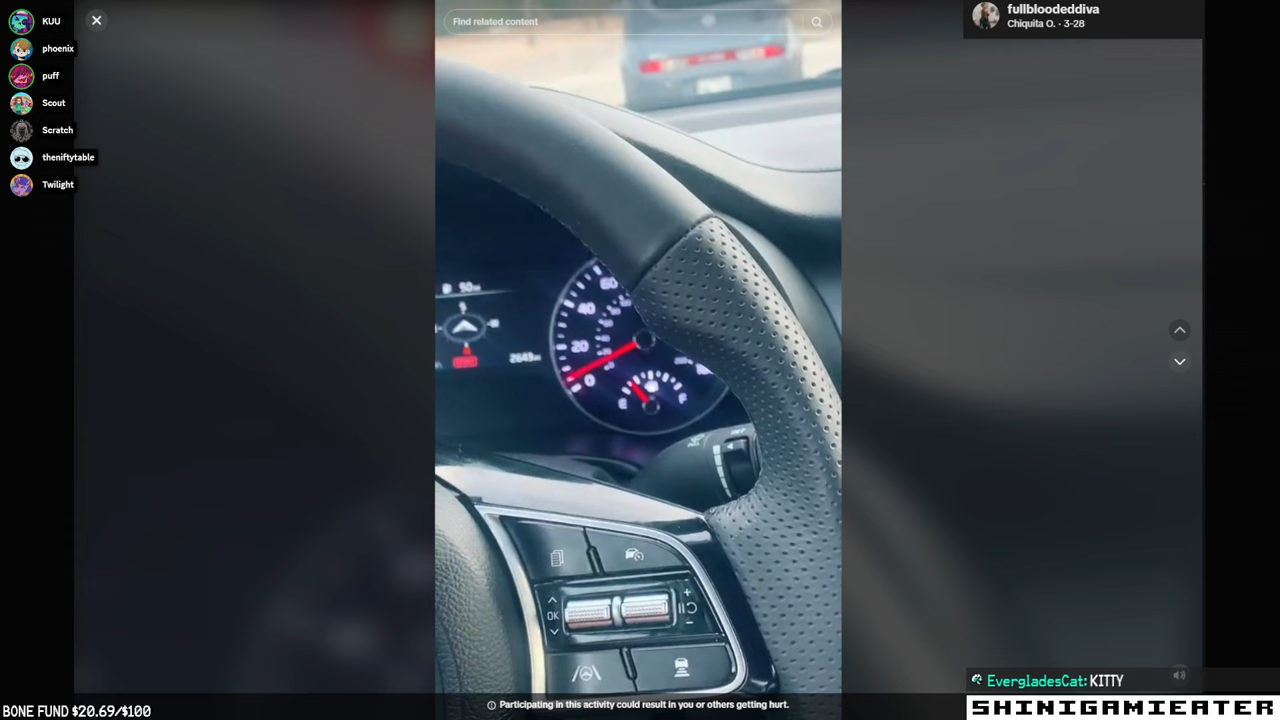 KUU
phoenix
puff
Scout
Scratch
theniftytable
Twilight
Find related content
fullbloodeddiva
Chiquita O. · 3-28
60
40
20
0
2643
E
F
OK
Participating in this activity could result in you or others getting hurt.
EvergladesCat: KITTY
BONE FUND $20.69/$100
SHINIGAMIEATER